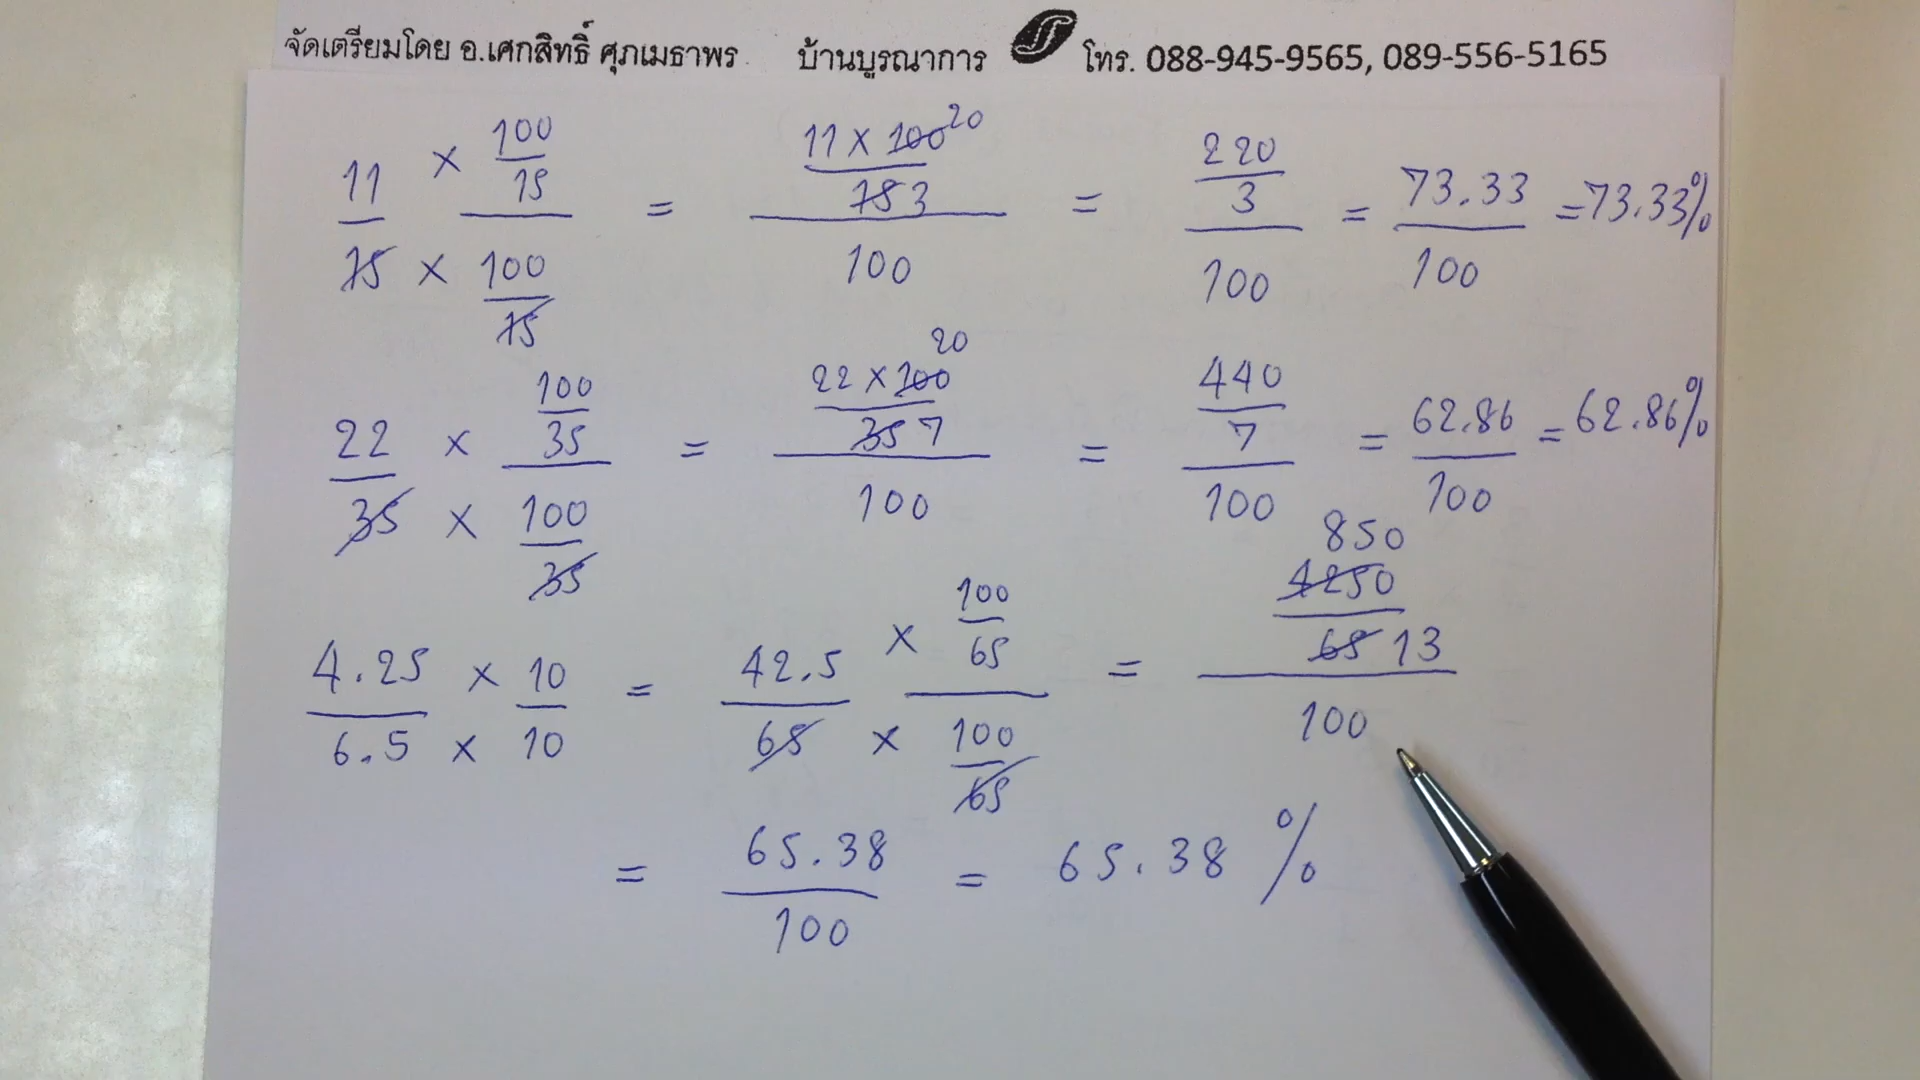 จัดเตรียมโดย อ.เศกสิทธิ์ ศุภเมธาพร บ้านบูรณาการ โทร. 088-945-9565, 089-556-5165
11/15 × (100/15)/(100/15) = (11 × 100 20/15 3)/100 = (220/3)/100 = 73.33/100 = 73.33%
22/35 × (100/35)/(100/35) = (22 × 100 20/35 7)/100 = (440/7)/100 = 62.86/100 = 62.86%
4.25/6.5 × 10/× 10 = 42.5/65 × (100/65)/× (100/65) = (850 4250/65 13)/100
= 65.38/100 = 65.38 %